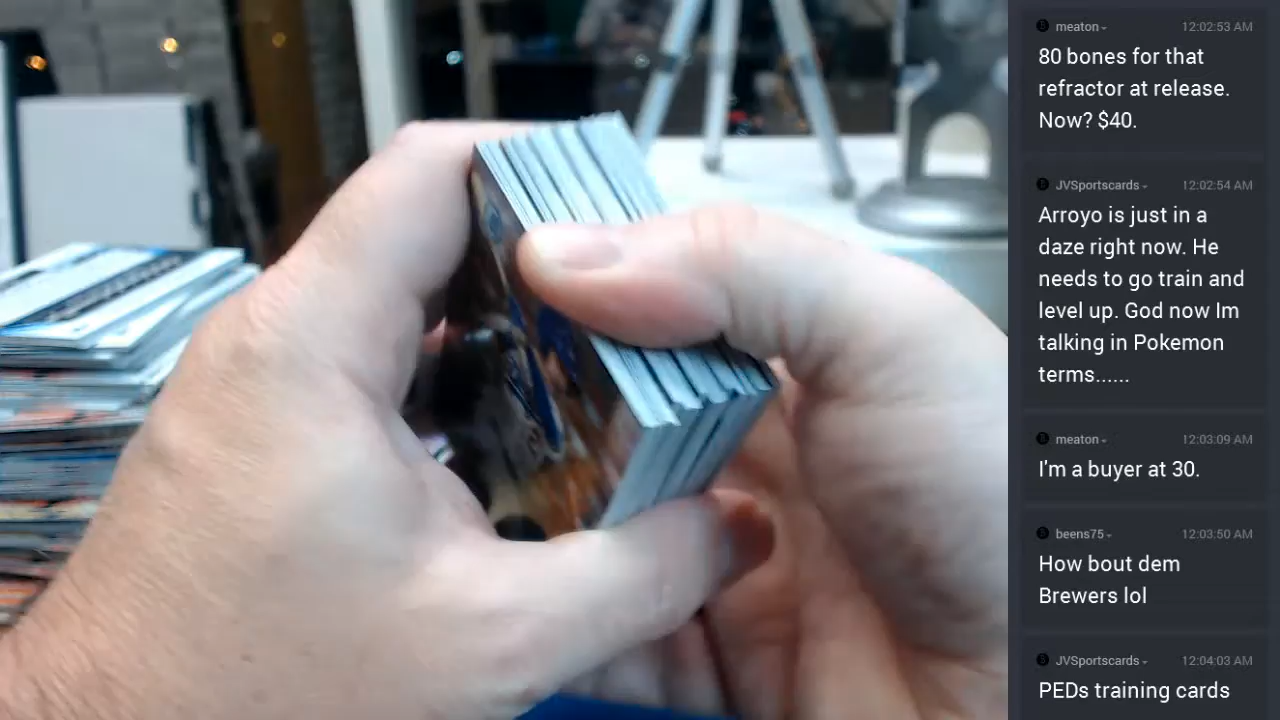 meaton
12:02:53 AM
80 bones for that
refractor at release.
Now? $40.
JVSportscards
12:02:54 AM
Arroyo is just in a
daze right now. He
needs to go train and
level up. God now Im
talking in Pokemon
terms......
meaton
12:03:09 AM
I'm a buyer at 30.
beens75
12:03:50 AM
How bout dem
Brewers lol
JVSportscards
12:04:03 AM
PEDs training cards